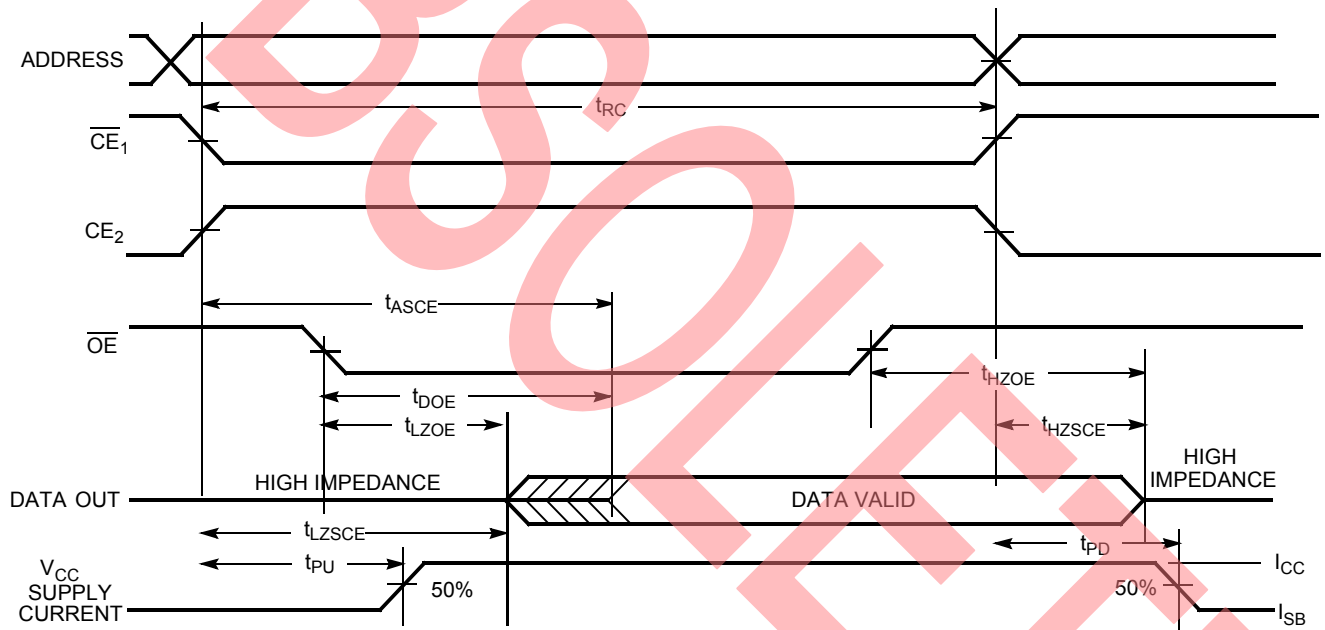 ADDRESS
tRC
CE1
CE2
tASCE
OE
tHZOE
tDOE
tLZOE
tHZSCE
HIGH IMPEDANCE
HIGH
IMPEDANCE
DATA OUT
DATA VALID
tLZSCE
tPD
tPU
VCC
SUPPLY
CURRENT
50%
50%
ICC
ISB
BSOLET